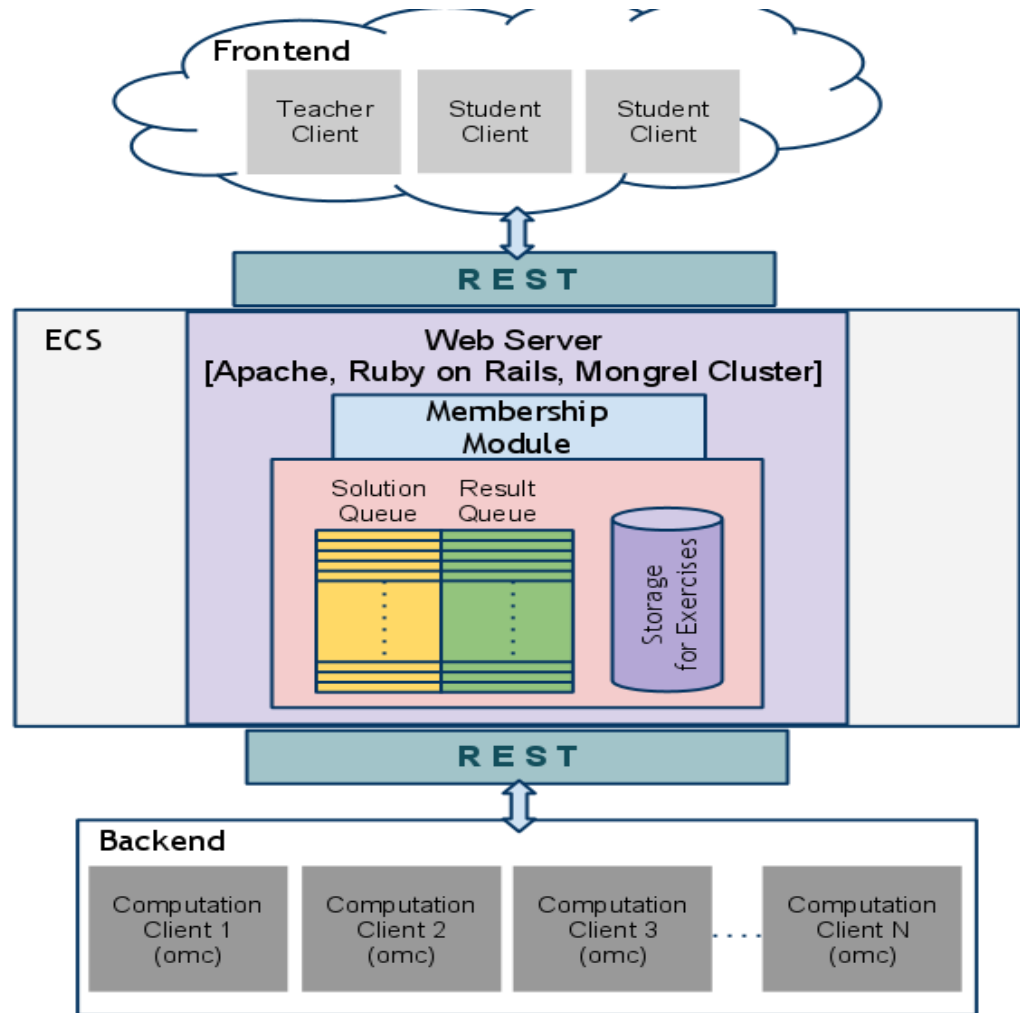 Frontend
Teacher
Client
Student
Client
Student
Client
REST
ECS
Web Server
[Apache, Ruby on Rails, Mongrel Cluster]
Membership
Module
Solution
Queue
Result
Queue
Storage
for Exercises
REST
Backend
Computation
Client 1
(omc)
Computation
Client 2
(omc)
Computation
Client 3
(omc)
Computation
Client N
(omc)